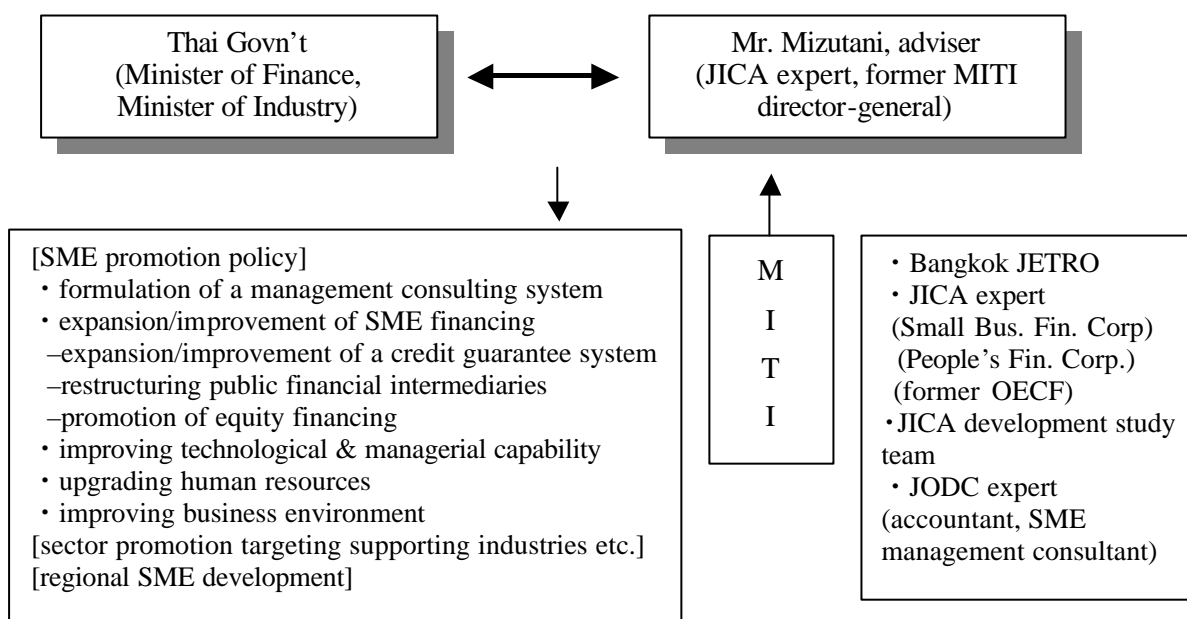 Thai Govn't
(Minister of Finance,
Minister of Industry)
Mr. Mizutani, adviser
(JICA expert, former MITI
director-general)
[SME promotion policy]
・formulation of a management consulting system
・expansion/improvement of SME financing
–expansion/improvement of a credit guarantee system
–restructuring public financial intermediaries
–promotion of equity financing
・improving technological & managerial capability
・upgrading human resources
・improving business environment
[sector promotion targeting supporting industries etc.]
[regional SME development]
M
I
T
I
・Bangkok JETRO
・JICA expert
(Small Bus. Fin. Corp)
(People's Fin. Corp.)
(former OECF)
・JICA development study
team
・JODC expert
(accountant, SME
management consultant)